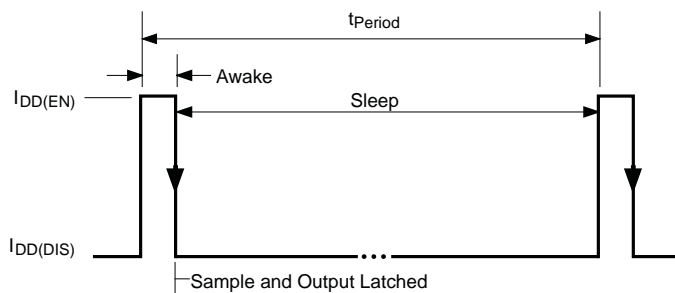 tPeriod
Awake
IDD(EN)
Sleep
IDD(DIS)
Sample and Output Latched